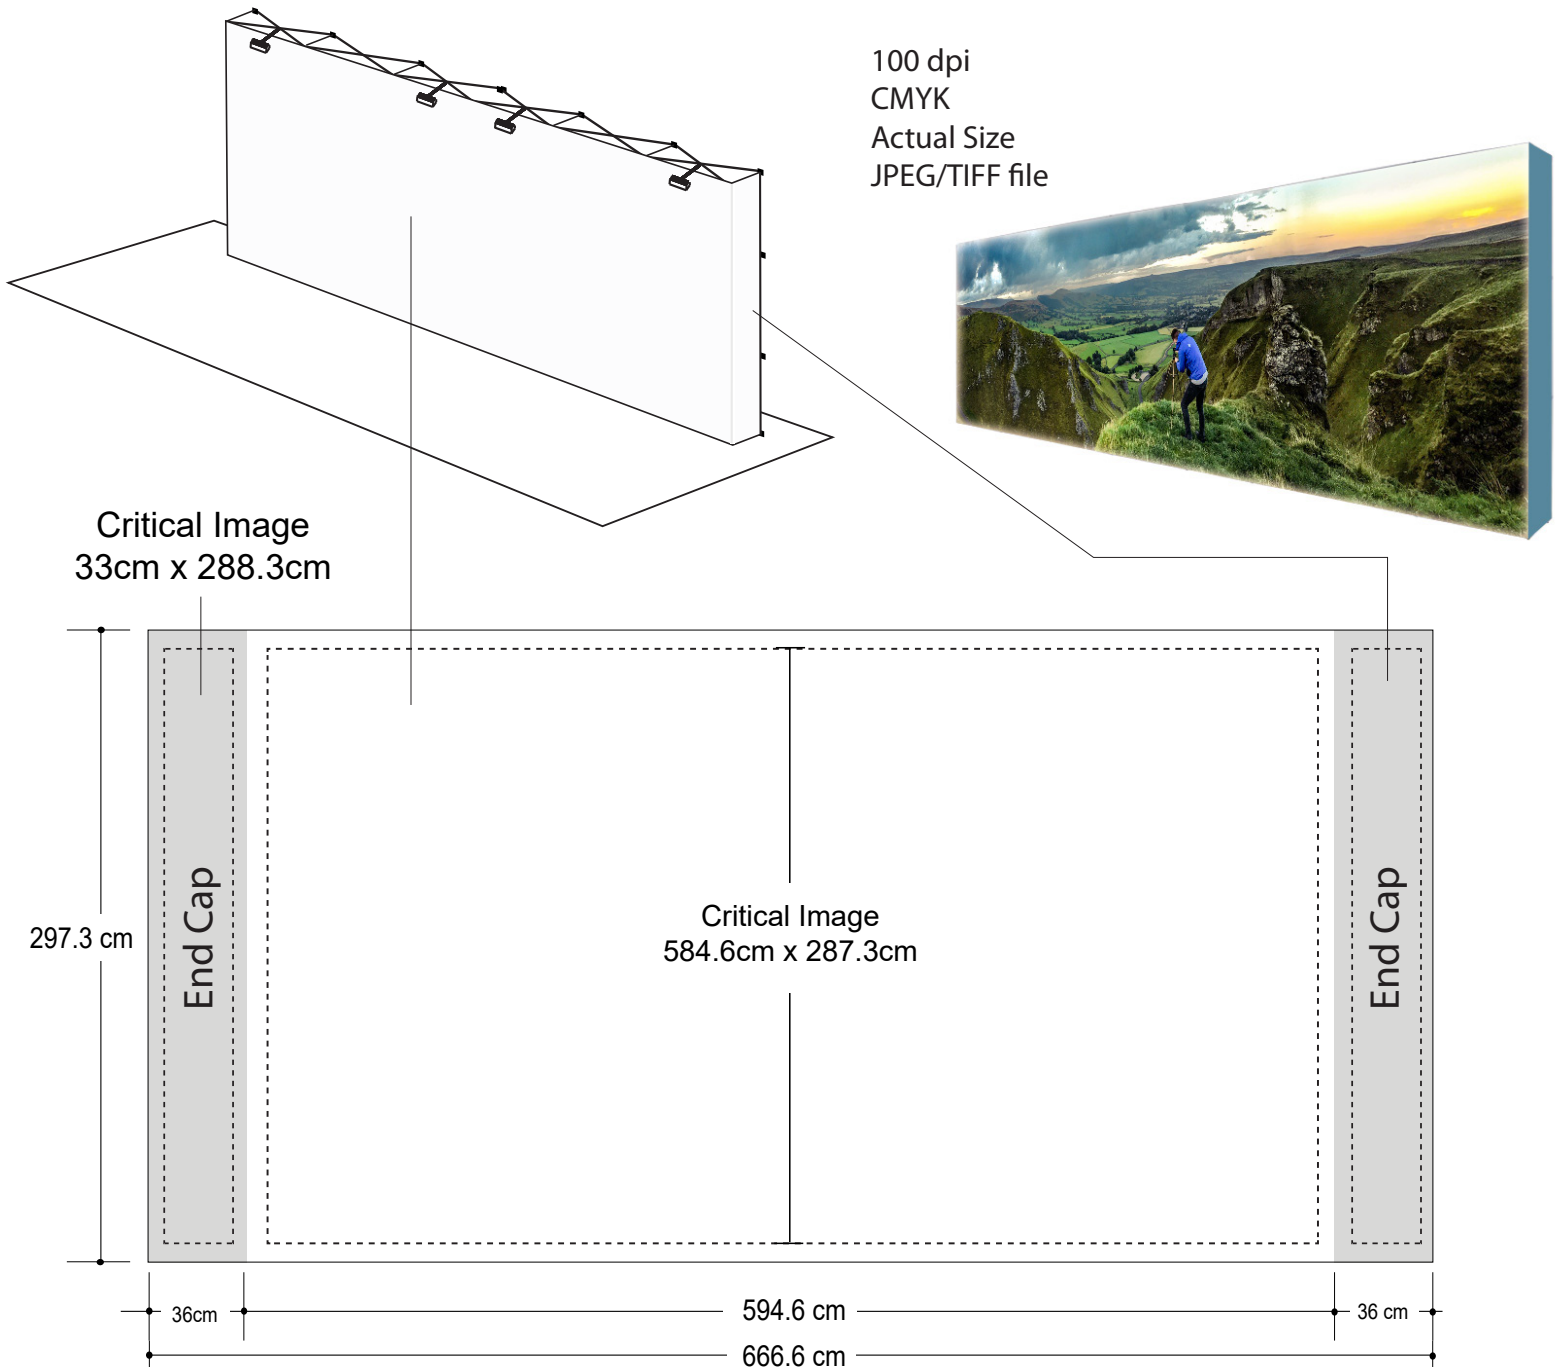 100 dpi
CMYK
Actual Size
JPEG/TIFF file
Critical Image
33cm x 288.3cm
End Cap
297.3 cm
Critical Image
584.6cm x 287.3cm
End Cap
36cm
594.6 cm
36 cm
666.6 cm